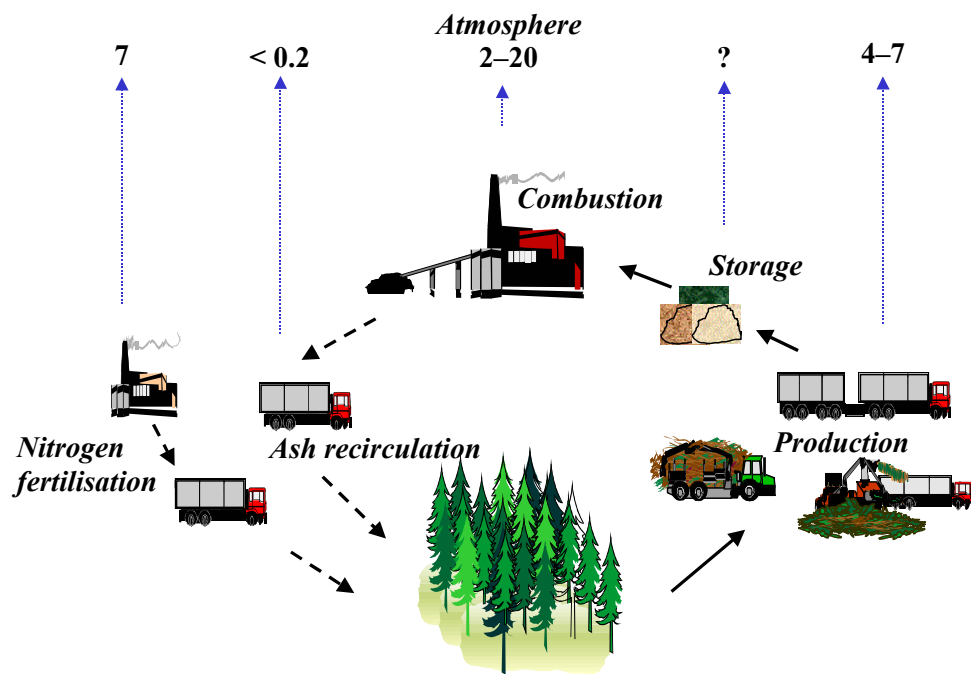 Atmosphere
7
< 0.2
2–20
?
4–7
Combustion
Storage
Nitrogen
fertilisation
Ash recirculation
Production